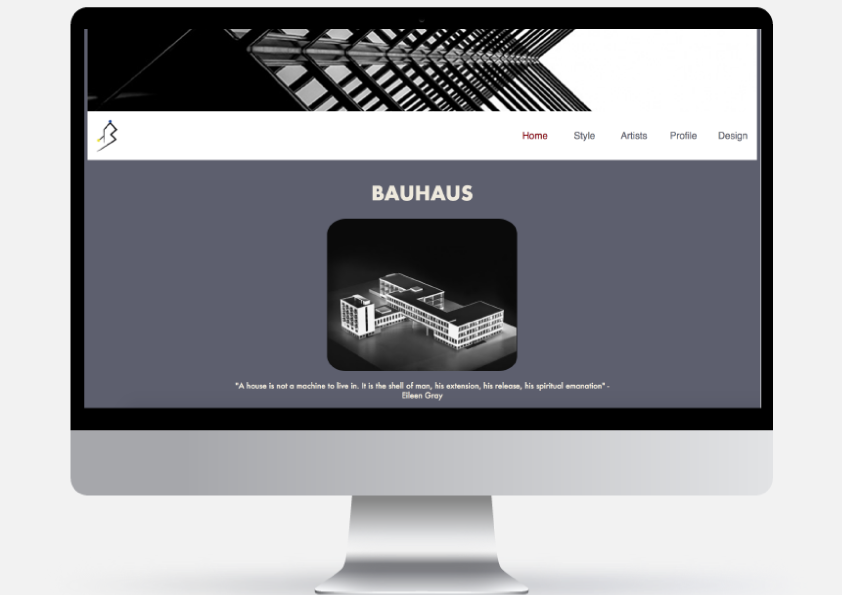 Home Style Artists Profile Design
BAUHAUS
"A house is not a machine to live in. It is the shell of man, his extension, his release, his spiritual emanation" -
Eileen Gray